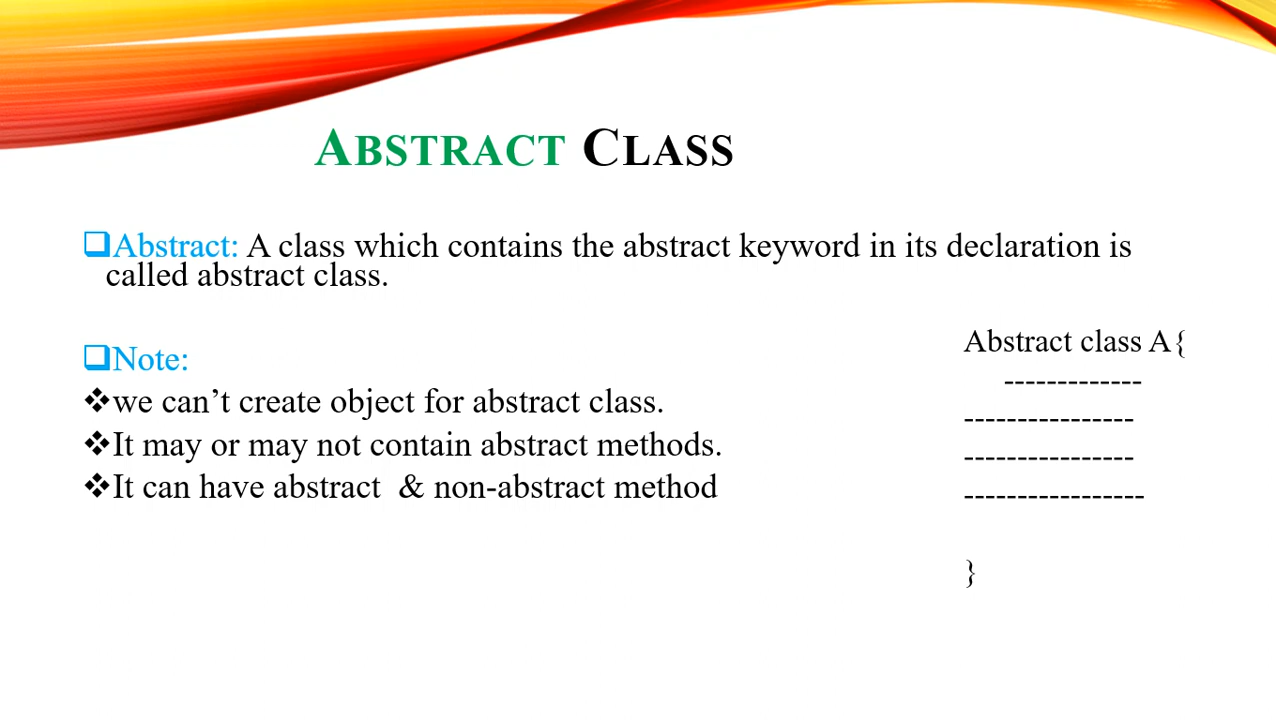 ABSTRACT CLASS
❑Abstract: A class which contains the abstract keyword in its declaration is
called abstract class.
❑Note:
❖we can’t create object for abstract class.
❖It may or may not contain abstract methods.
❖It can have abstract & non-abstract method
Abstract class A{
-------------
----------------
----------------
-----------------
}